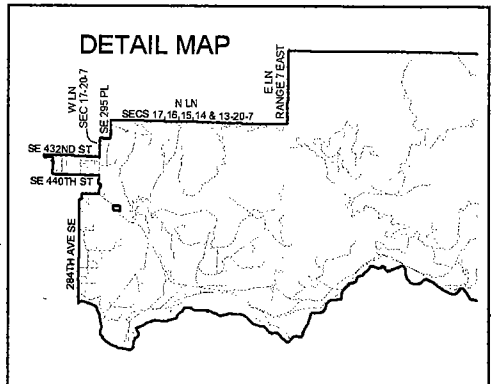 DETAIL MAP
W LN
SEC 17-20-7
SE 295 PL
N LN
SECS 17,16,15,14 & 13-20-7
E LN
RANGE 7 EAST
SE 432ND ST
SE 440TH ST
284TH AVE SE